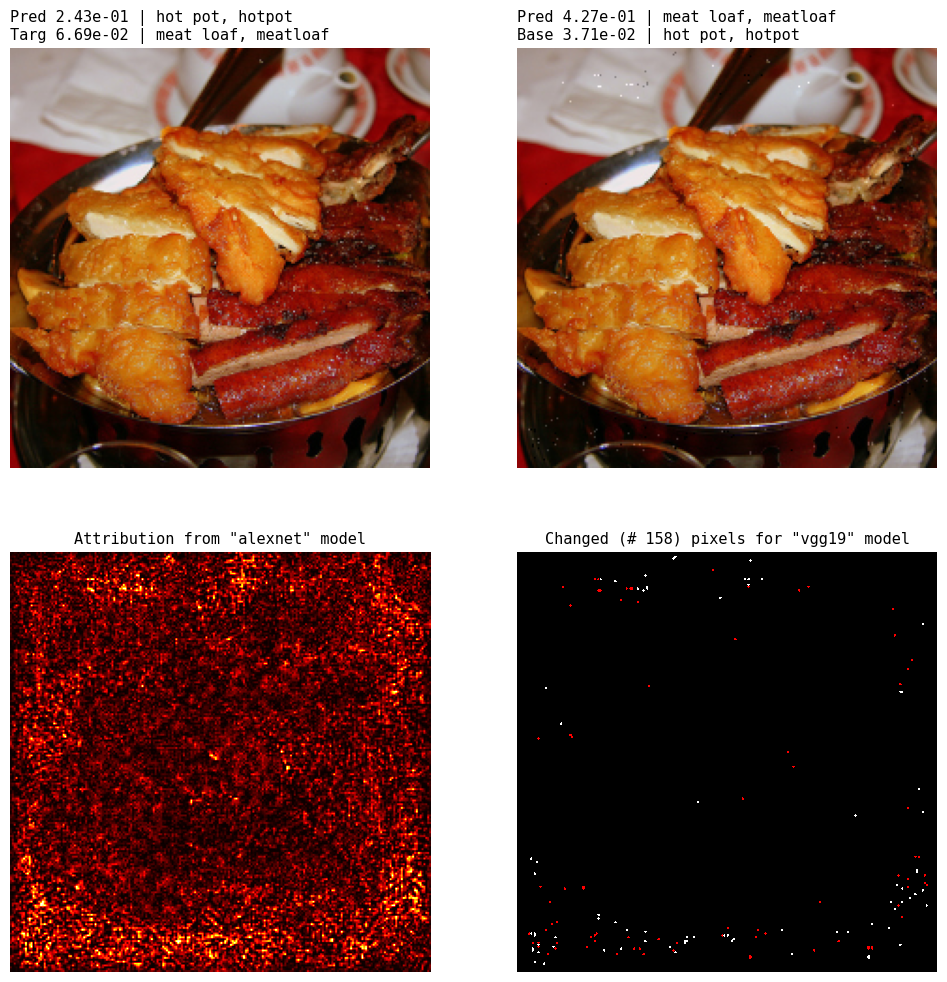 Pred 2.43e-01 | hot pot, hotpot
Targ 6.69e-02 | meat loaf, meatloaf
Pred 4.27e-01 | meat loaf, meatloaf
Base 3.71e-02 | hot pot, hotpot
Attribution from "alexnet" model
Changed (# 158) pixels for "vgg19" model